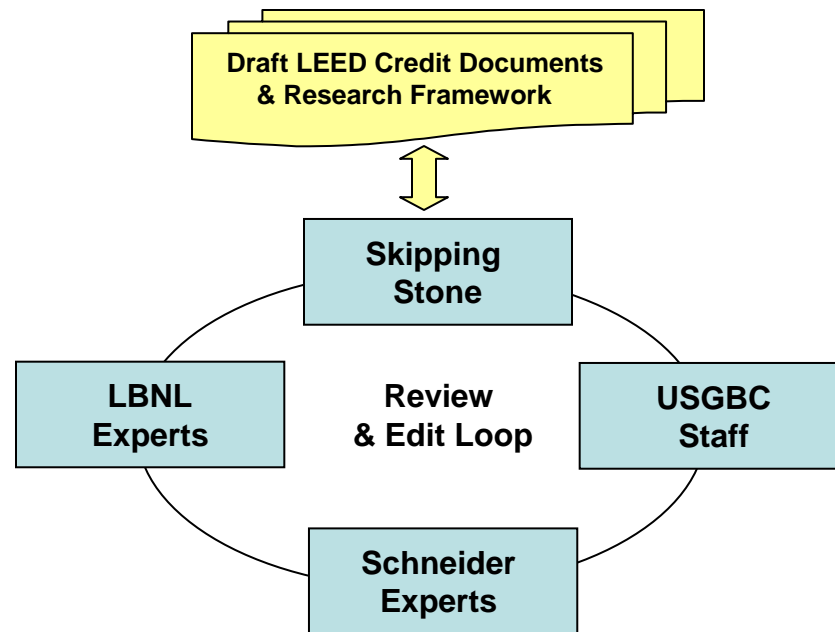 Draft LEED Credit Documents
& Research Framework
Skipping
Stone
LBNL
Experts
Review
& Edit Loop
USGBC
Staff
Schneider
Experts